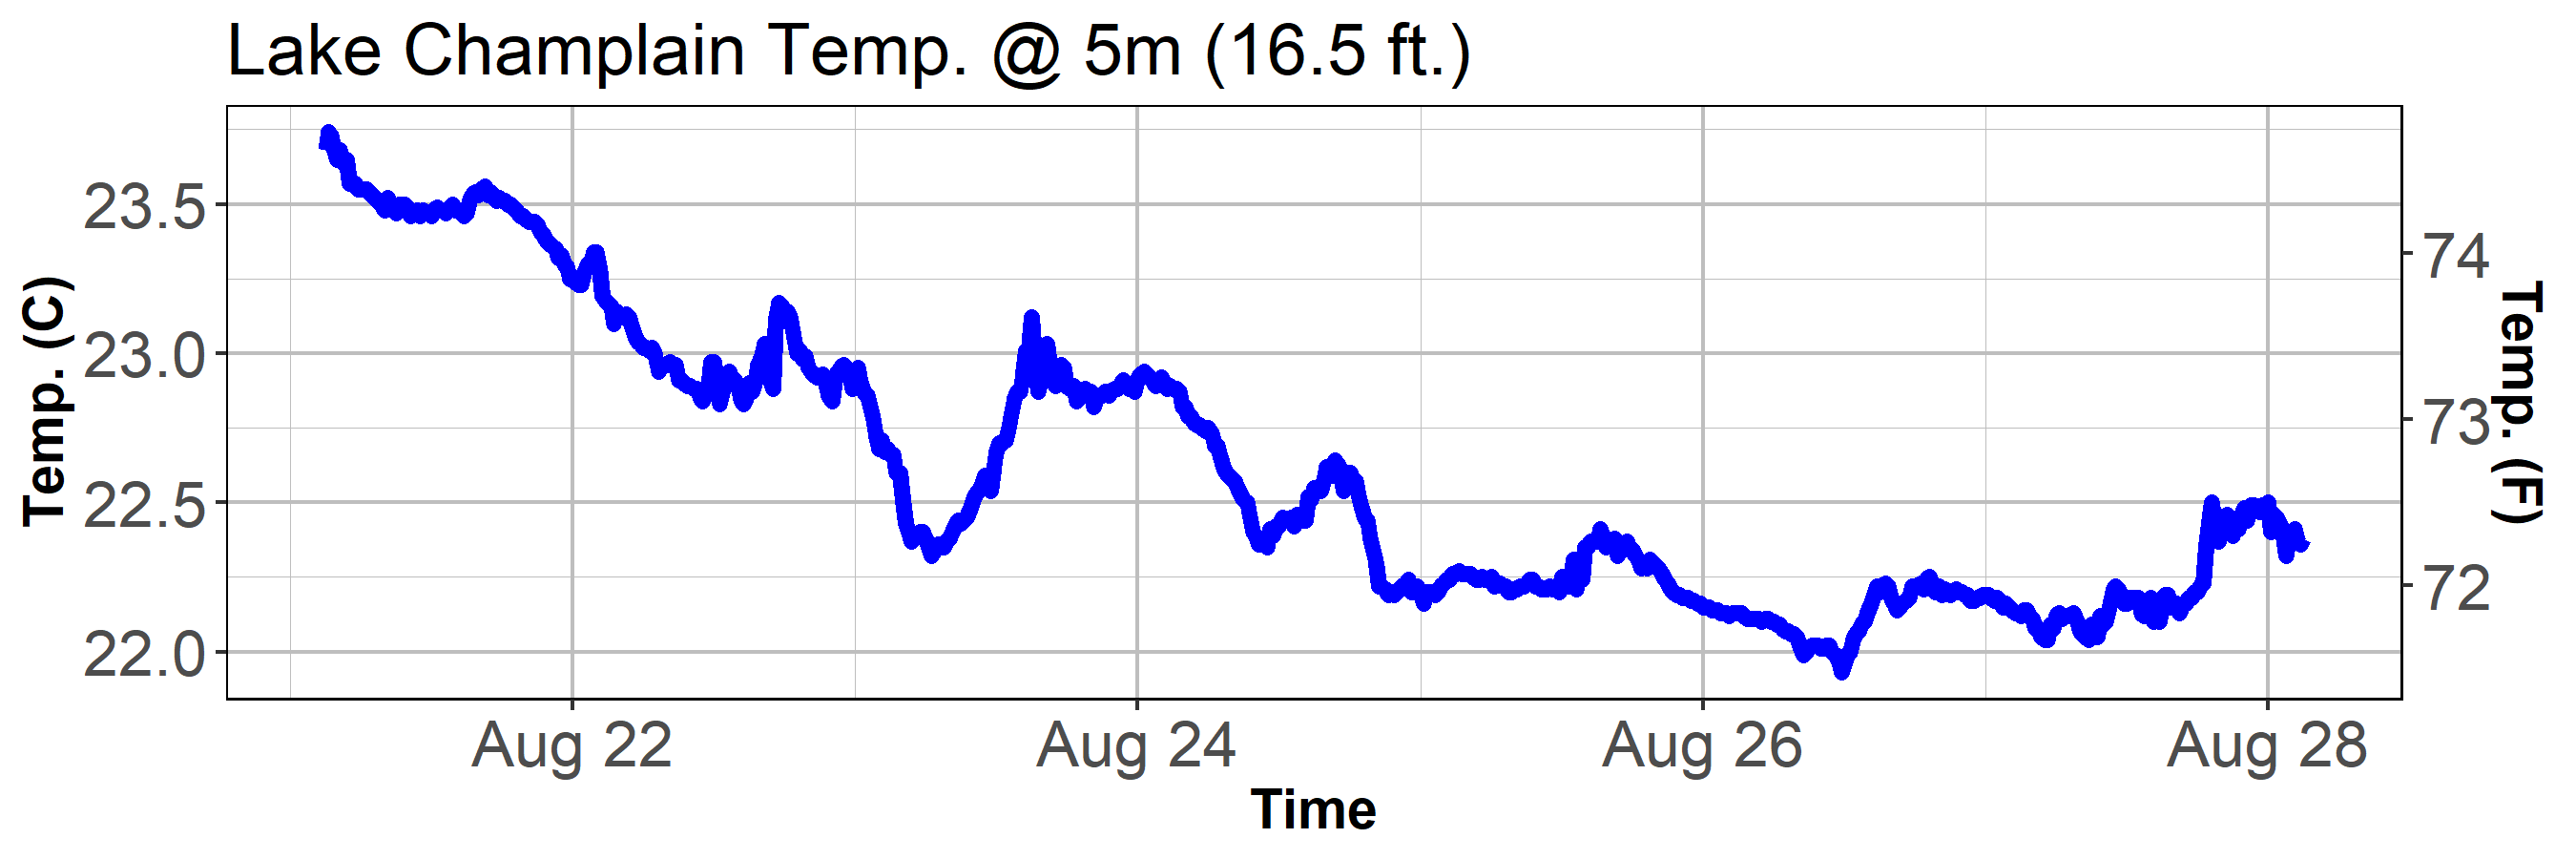 Lake Champlain Temp. @ 5m (16.5 ft.)
Temp. (C)
23.5
23.0
22.5
22.0
74
73
72
Temp. (F)
Aug 22 Aug 24 Aug 26 Aug 28
Time